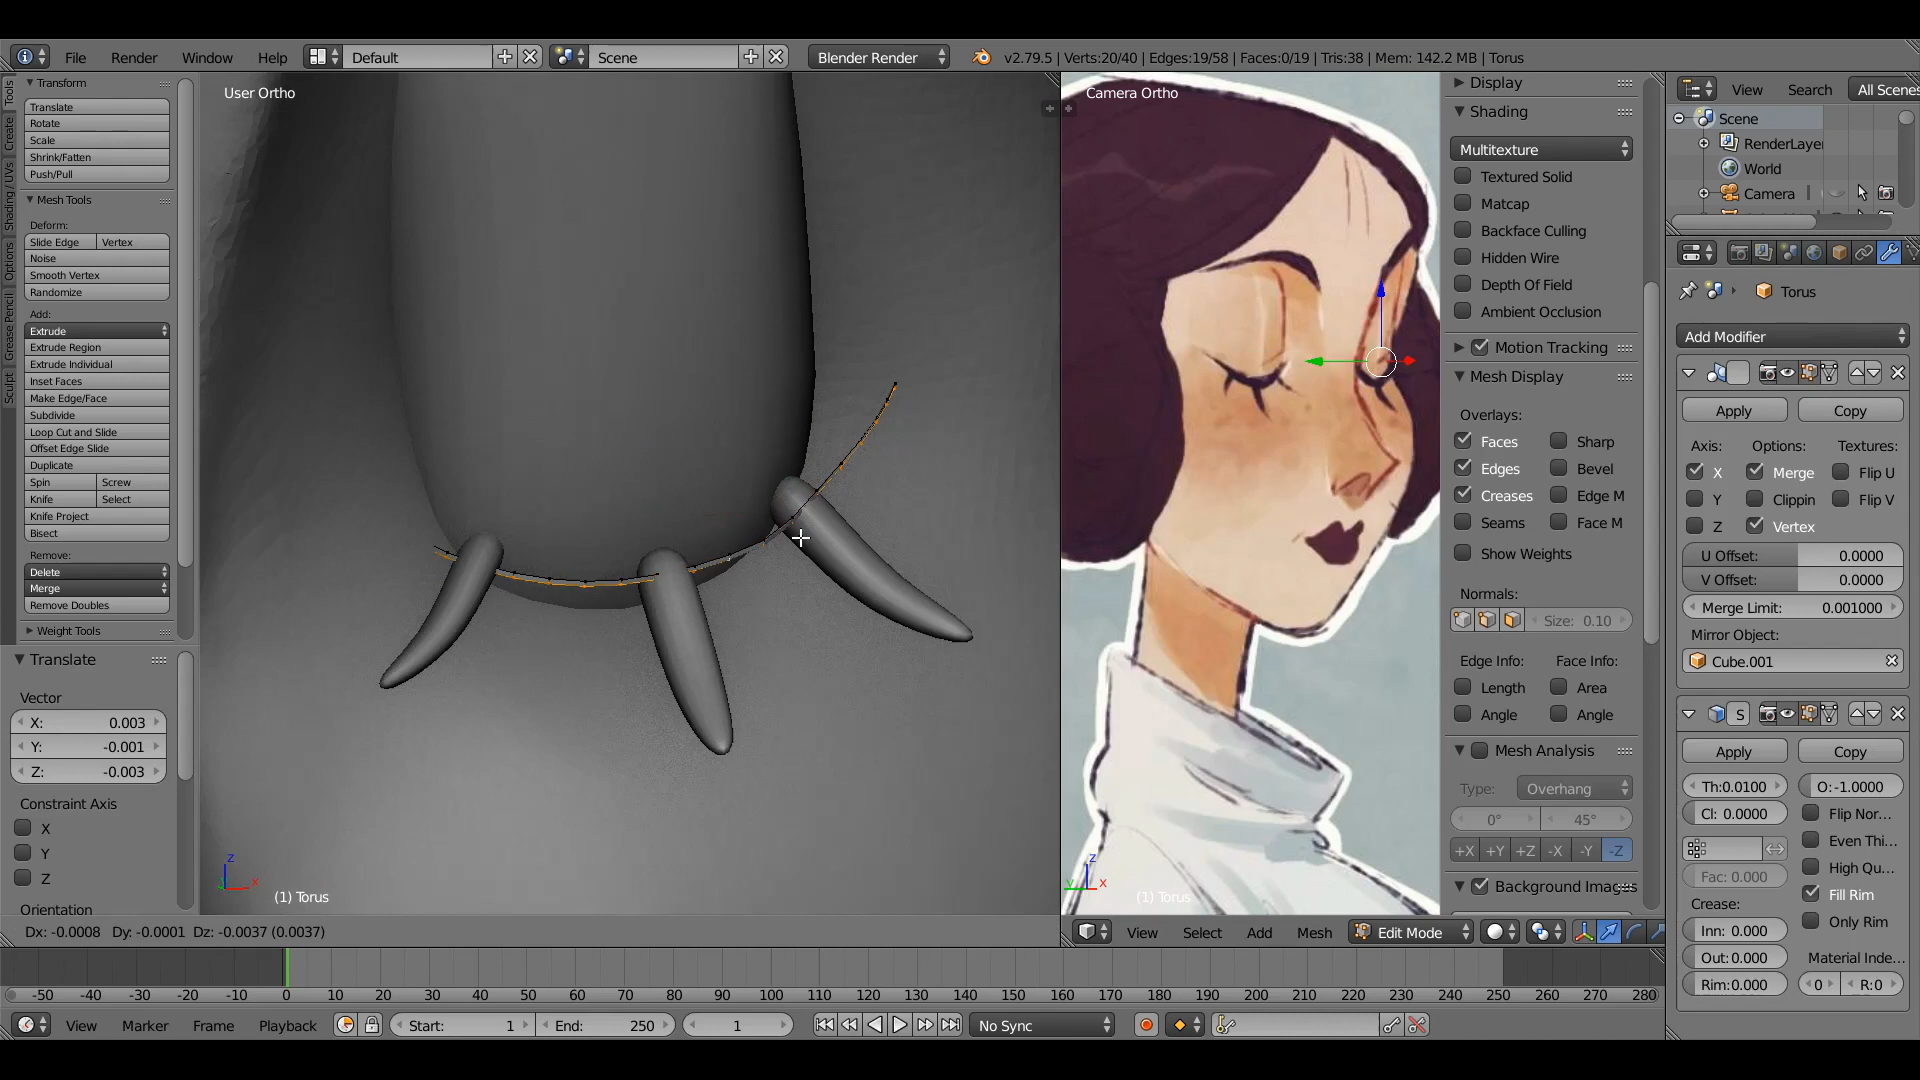 File Render Window Help Default Scene Blender Render v2.79.5 | Verts:20/40 | Edges:19/58 | Faces:0/19 | Tris:38 | Mem: 142.2 MB | Torus
Tools
Create
Shading / UVs
Options
Grease Pencil
Sculpt
Transform
Translate
Rotate
Scale
Shrink/Fatten
Push/Pull
Mesh Tools
Deform:
Slide Edge Vertex
Noise
Smooth Vertex
Randomize
Add:
Extrude
Extrude Region
Extrude Individual
Inset Faces
Make Edge/Face
Subdivide
Loop Cut and Slide
Offset Edge Slide
Duplicate
Spin Screw
Knife Select
Knife Project
Bisect
Remove:
Delete
Merge
Remove Doubles
Weight Tools
Translate
Vector
X: 0.003
Y: -0.001
Z: -0.003
Constraint Axis
X
Y
Z
Orientation
User Ortho
z
x
(1) Torus
Dx: -0.0008 Dy: -0.0001 Dz: -0.0037 (0.0037)
Camera Ortho
z
y x
(1) Torus
View Select Add Mesh Edit Mode
Display
Shading
Multitexture
Textured Solid
Matcap
Backface Culling
Hidden Wire
Depth Of Field
Ambient Occlusion
Motion Tracking
Mesh Display
Overlays:
Faces Sharp
Edges Bevel
Creases Edge M
Seams Face M
Show Weights
Normals:
Size: 0.10
Edge Info: Face Info:
Length Area
Angle Angle
Mesh Analysis
Type: Overhang
0° 45°
+X +Y +Z -X -Y -Z
Background Images
View Search All Scenes
Scene
RenderLayer
World
Camera
Torus
Add Modifier
Apply Copy
Axis: Options: Textures:
X Merge Flip U
Y Clippin Flip V
Z Vertex
U Offset: 0.0000
V Offset: 0.0000
Merge Limit: 0.001000
Mirror Object:
Cube.001
S
Apply Copy
Th:0.0100 O:-1.0000
Cl: 0.0000 Flip Nor...
Even Thi...
High Qu...
Fac: 0.000 Fill Rim
Crease: Only Rim
Inn: 0.000
Out:0.000 Material Inde...
Rim:0.000 0 R:0
-50 -40 -30 -20 -10 0 10 20 30 40 50 60 70 80 90 100 110 120 130 140 150 160 170 180 190 200 210 220 230 240 250 260 270 280
View Marker Frame Playback Start: 1 End: 250 1 No Sync